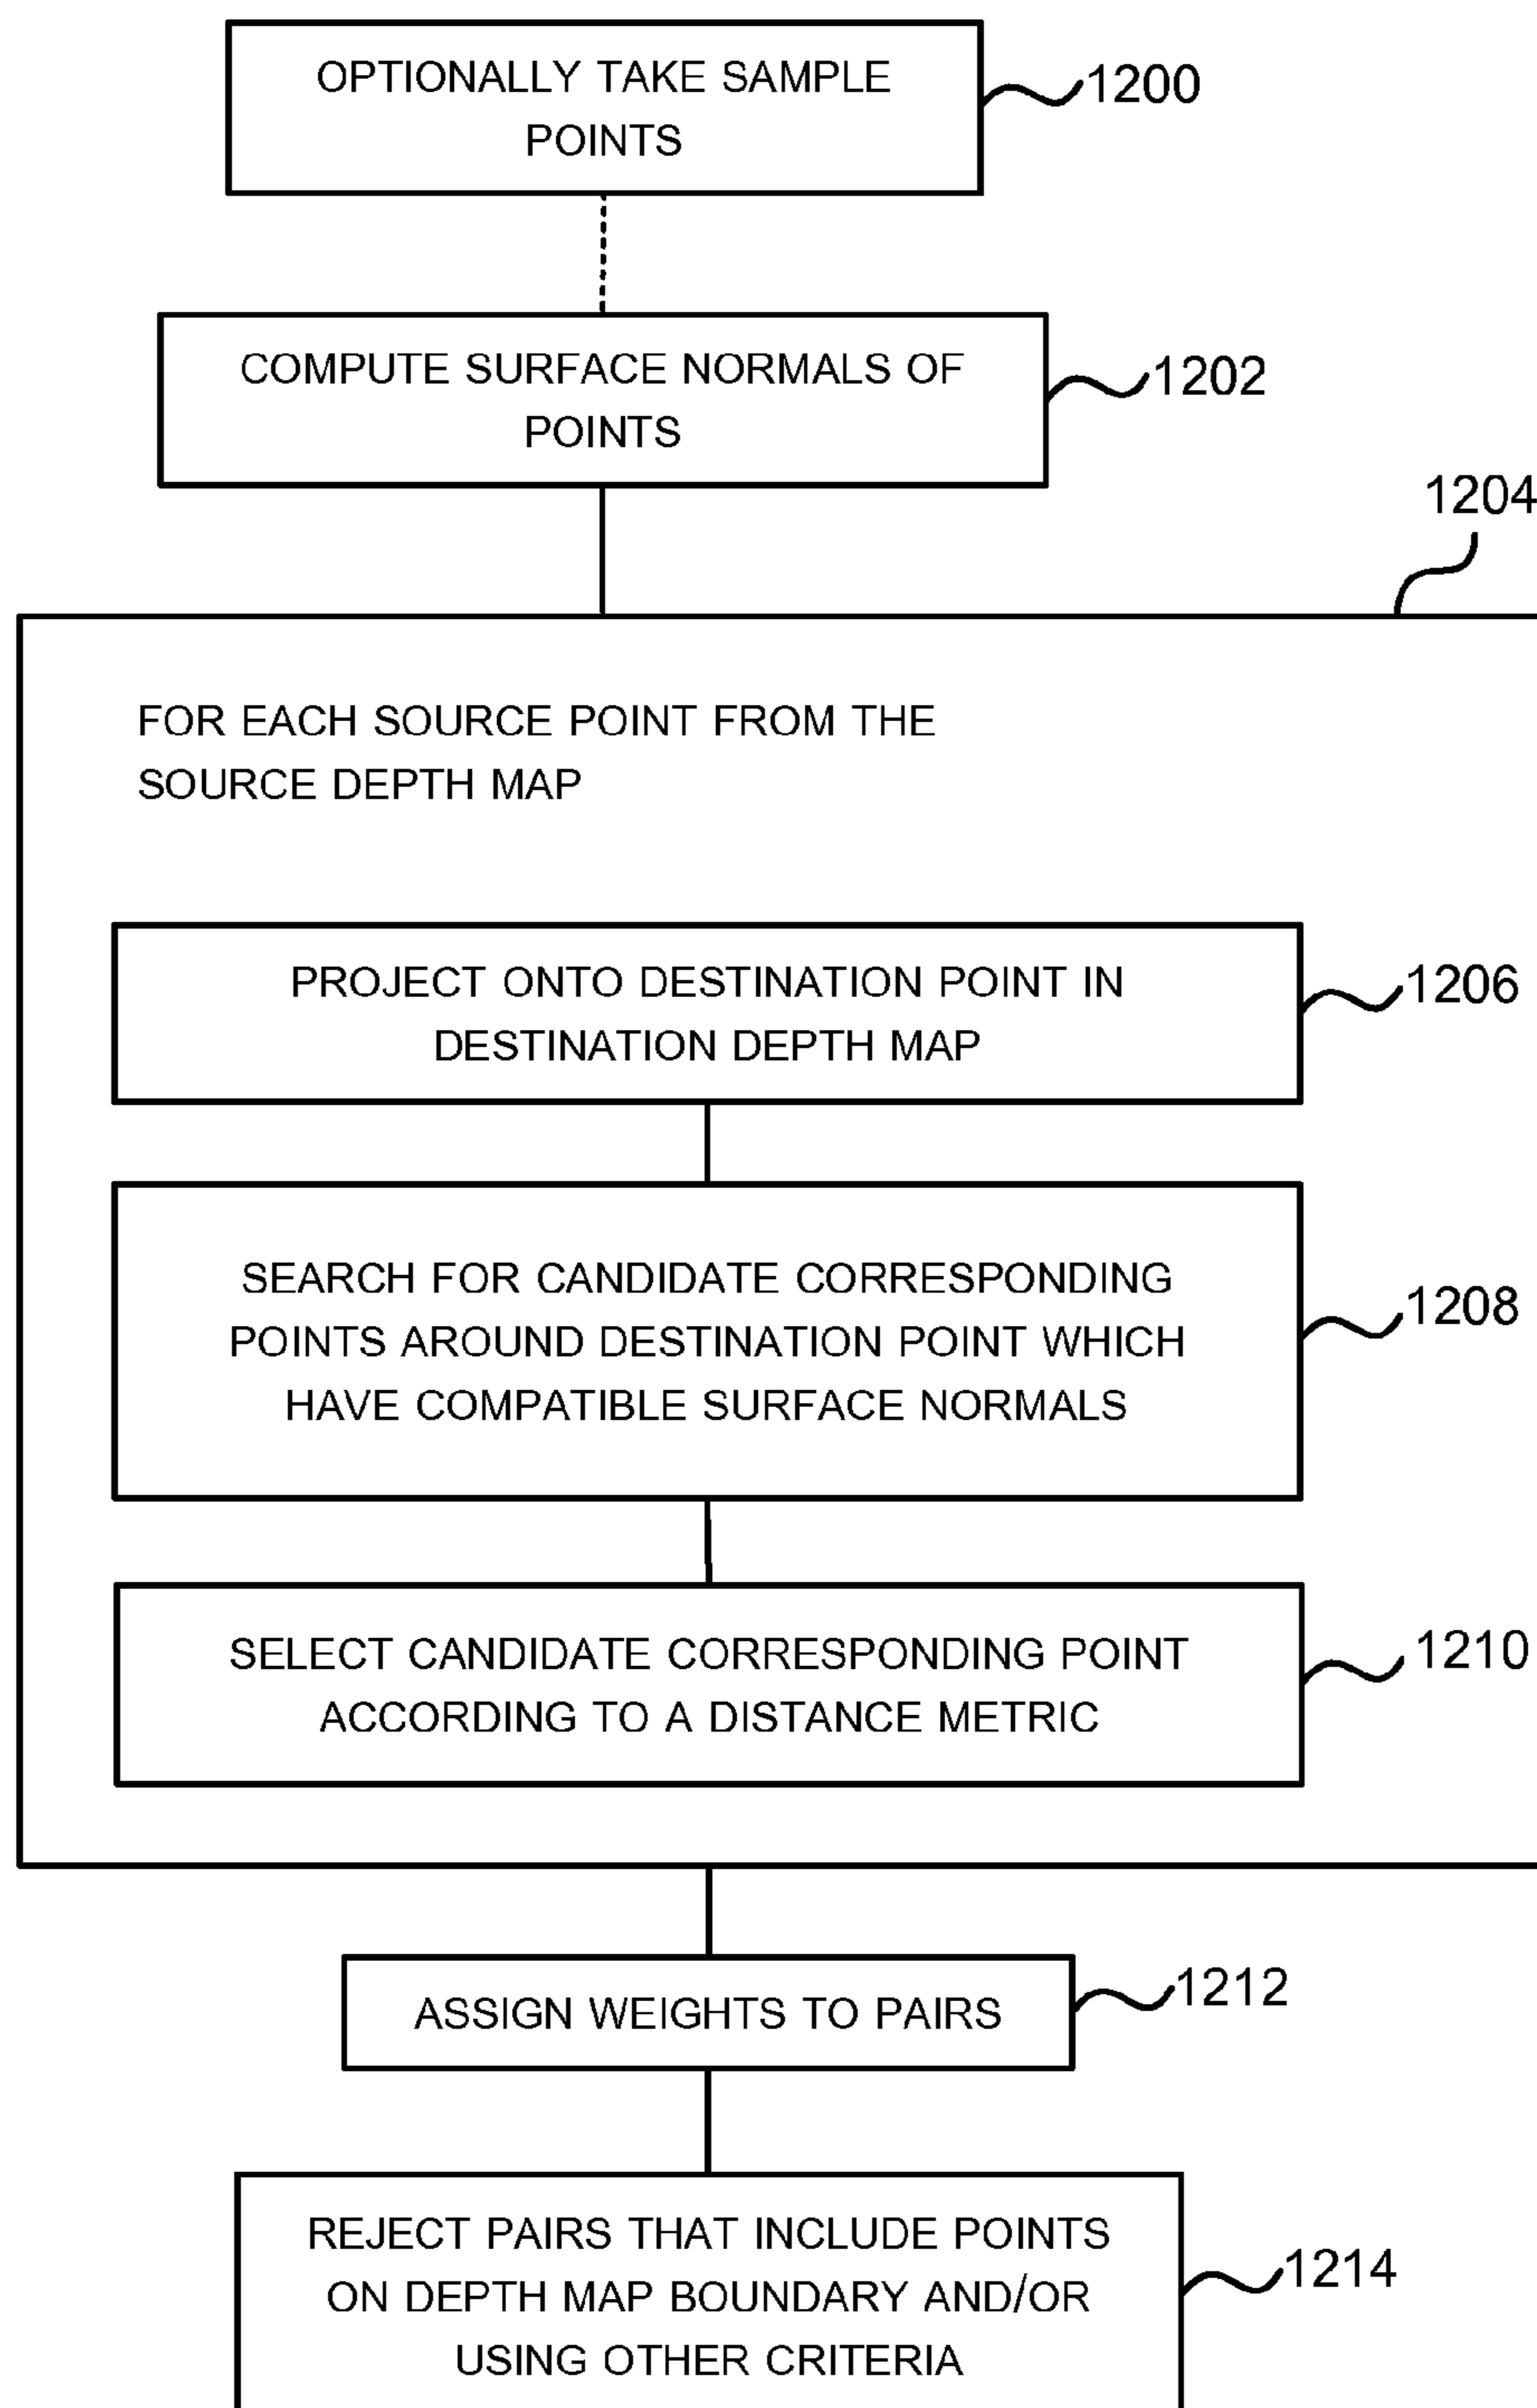 OPTIONALLY TAKE SAMPLE
POINTS
1200
COMPUTE SURFACE NORMALS OF
POINTS
1202
1204
FOR EACH SOURCE POINT FROM THE
SOURCE DEPTH MAP
PROJECT ONTO DESTINATION POINT IN
DESTINATION DEPTH MAP
1206
SEARCH FOR CANDIDATE CORRESPONDING
POINTS AROUND DESTINATION POINT WHICH
HAVE COMPATIBLE SURFACE NORMALS
1208
SELECT CANDIDATE CORRESPONDING POINT
ACCORDING TO A DISTANCE METRIC
1210
ASSIGN WEIGHTS TO PAIRS
1212
REJECT PAIRS THAT INCLUDE POINTS
ON DEPTH MAP BOUNDARY AND/OR
USING OTHER CRITERIA
1214